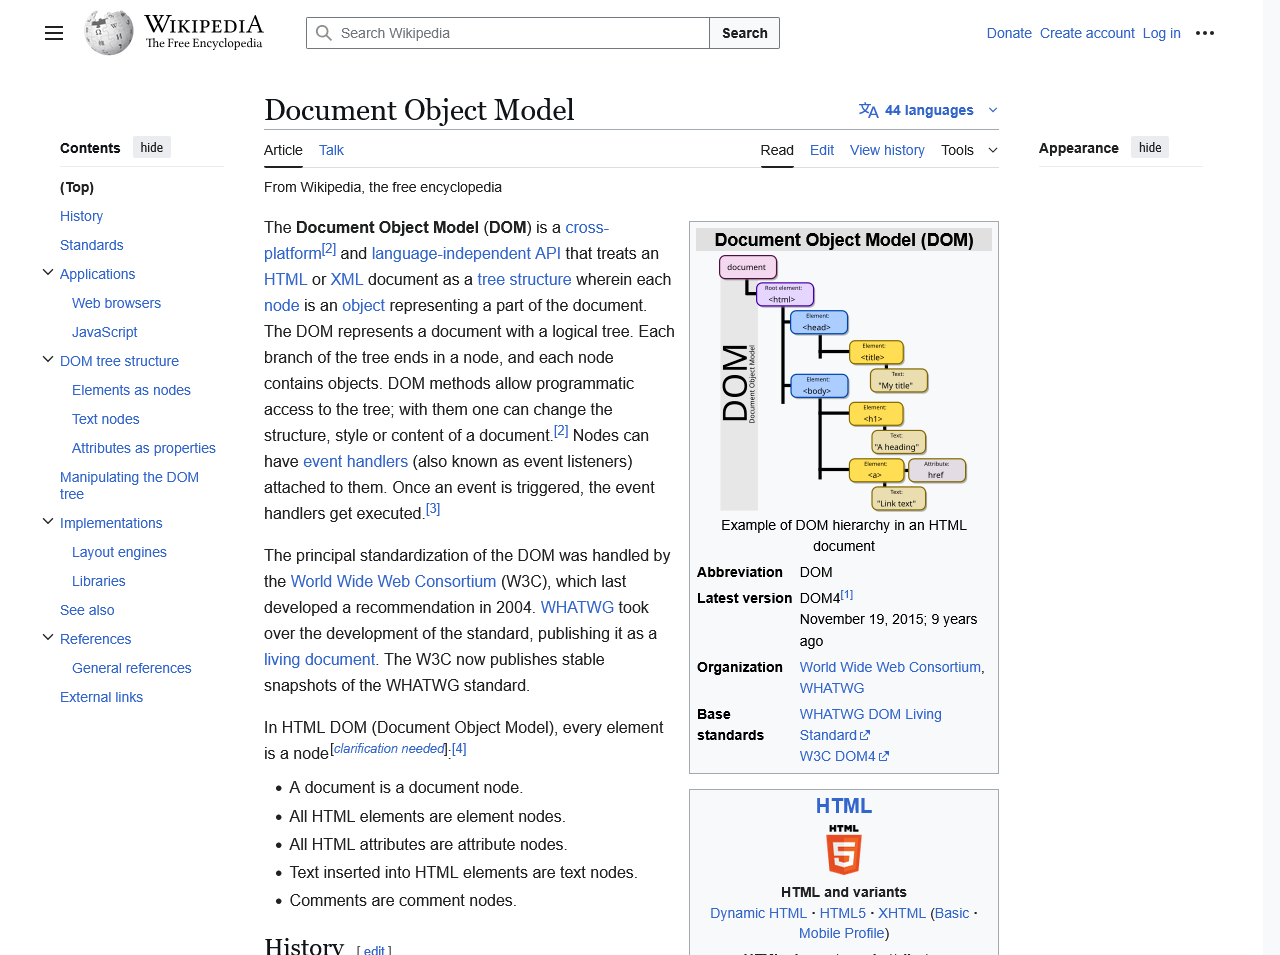 WIKIPEDIA
The Free Encyclopedia
Search Wikipedia
Search
Donate Create account Log in
Document Object Model
44 languages
Contents hide
(Top)
History
Standards
Applications
Web browsers
JavaScript
DOM tree structure
Elements as nodes
Text nodes
Attributes as properties
Manipulating the DOM
tree
Implementations
Layout engines
Libraries
See also
References
General references
External links
Article Talk
Read Edit View history Tools
Appearance hide
From Wikipedia, the free encyclopedia
The Document Object Model (DOM) is a cross-
platform[2] and language-independent API that treats an
HTML or XML document as a tree structure wherein each
node is an object representing a part of the document.
The DOM represents a document with a logical tree. Each
branch of the tree ends in a node, and each node
contains objects. DOM methods allow programmatic
access to the tree; with them one can change the
structure, style or content of a document.[2] Nodes can
have event handlers (also known as event listeners)
attached to them. Once an event is triggered, the event
handlers get executed.[3]
The principal standardization of the DOM was handled by
the World Wide Web Consortium (W3C), which last
developed a recommendation in 2004. WHATWG took
over the development of the standard, publishing it as a
living document. The W3C now publishes stable
snapshots of the WHATWG standard.
In HTML DOM (Document Object Model), every element
is a node[clarification needed]:[4]
• A document is a document node.
• All HTML elements are element nodes.
• All HTML attributes are attribute nodes.
• Text inserted into HTML elements are text nodes.
• Comments are comment nodes.
History [ edit ]
Document Object Model (DOM)
document
Root element:
<html>
Element:
<head>
Element:
<title>
Text:
"My title"
Element:
<body>
Element:
<h1>
Text:
"A heading"
Element:
<a>
Attribute:
href
Text:
"Link text"
DOM
Document Object Model
Example of DOM hierarchy in an HTML
document
Abbreviation DOM
Latest version DOM4[1]
November 19, 2015; 9 years
ago
Organization World Wide Web Consortium,
WHATWG
Base WHATWG DOM Living
standards Standard
W3C DOM4
HTML
HTML
5
HTML and variants
Dynamic HTML · HTML5 · XHTML (Basic ·
Mobile Profile)